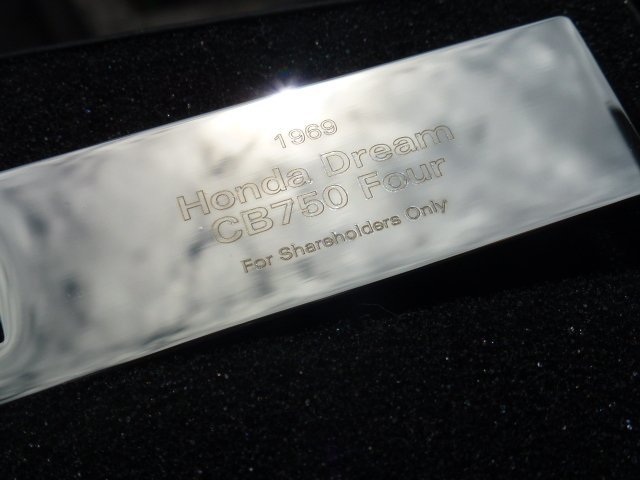 1969
Honda Dream
CB750 Four
For Shareholders Only